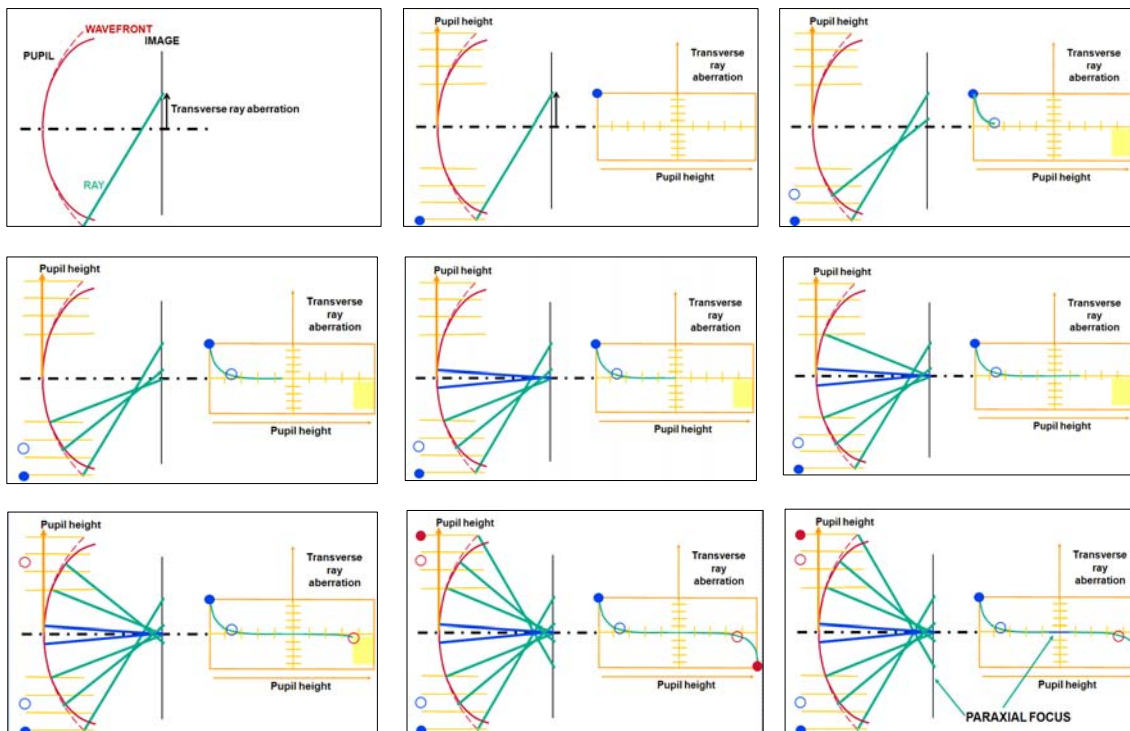 WAVEFRONT
PUPIL
IMAGE
Transverse ray aberration
RAY
Pupil height
Transverse
ray
aberration
Pupil height
Pupil height
Transverse
ray
aberration
Pupil height
Pupil height
Transverse
ray
aberration
Pupil height
Pupil height
Transverse
ray
aberration
Pupil height
Pupil height
Transverse
ray
aberration
Pupil height
Pupil height
Transverse
ray
aberration
Pupil height
Pupil height
Transverse
ray
aberration
Pupil height
Pupil height
Transverse
ray
aberration
PARAXIAL FOCUS